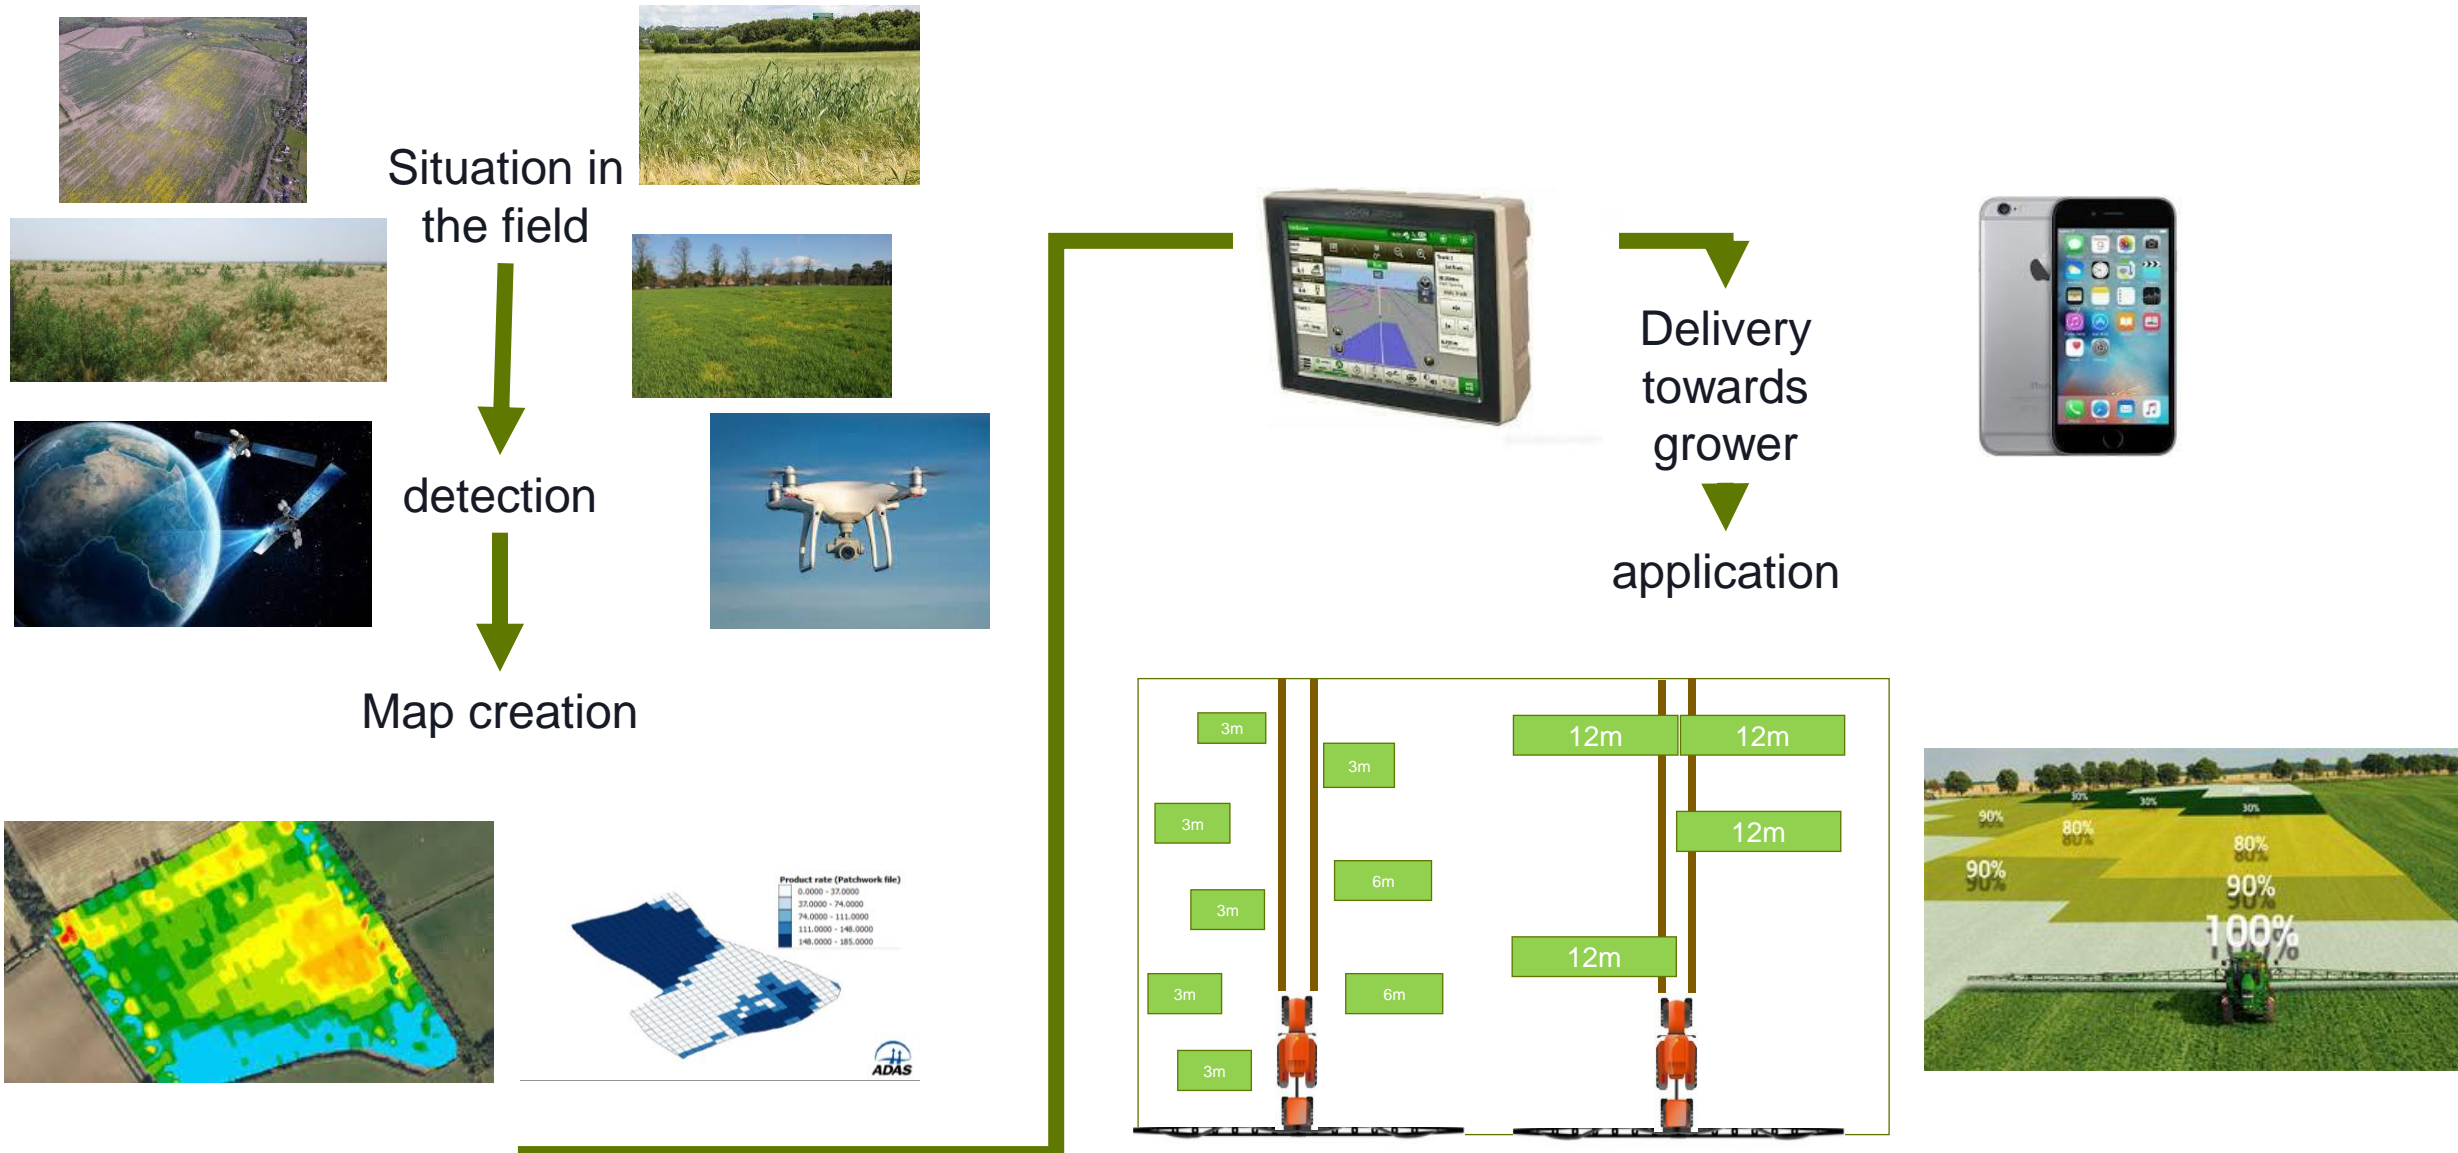 Situation in
the field
detection
Map creation
Product rate (Patchwork file)
0.0000 - 37.0000
37.0000 - 74.0000
74.0000 - 111.0000
111.0000 - 148.0000
148.0000 - 185.0000
ADAS
Delivery
towards
grower
application
3m
3m
3m
6m
3m
3m
6m
3m
12m
12m
12m
12m
30%
30%
30%
90%
80%
80%
90%
90%
100%